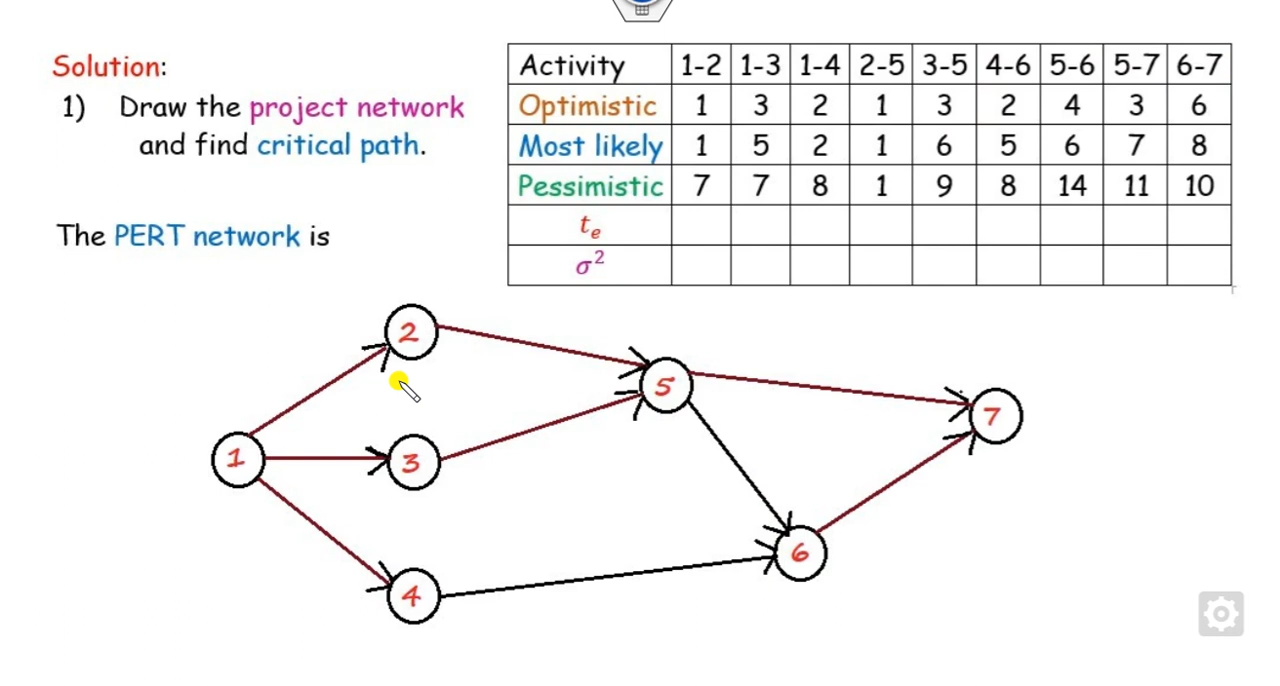 Solution:
1) Draw the project network
and find critical path.
The PERT network is
Activity 1-2 1-3 1-4 2-5 3-5 4-6 5-6 5-7 6-7
Optimistic 1 3 2 1 3 2 4 3 6
Most likely 1 5 2 1 6 5 6 7 8
Pessimistic 7 7 8 1 9 8 14 11 10
tₑ
σ²
2
5
7
1
3
6
4